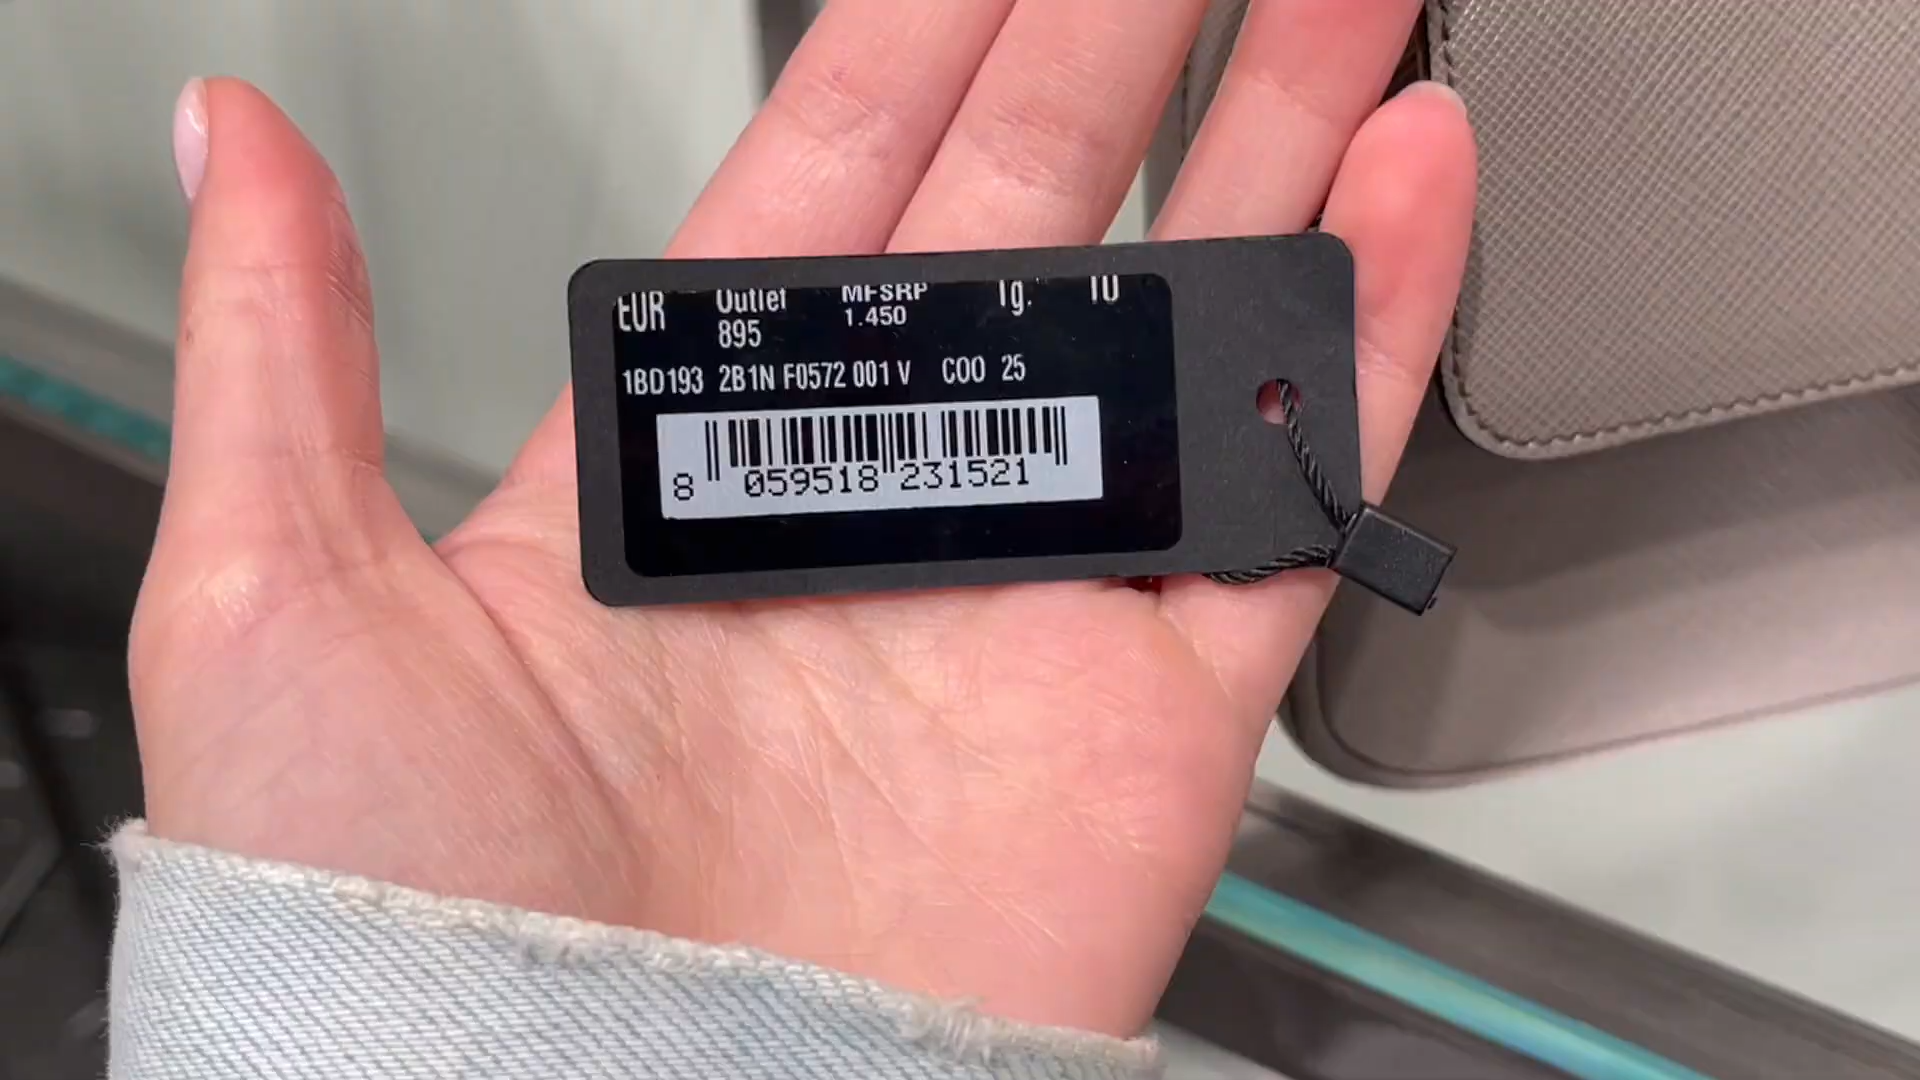 EUR Outlet MFSRP Tg. TU
895 1.450
1BD193 2B1N F0572 001 V COO 25
8 059518 231521